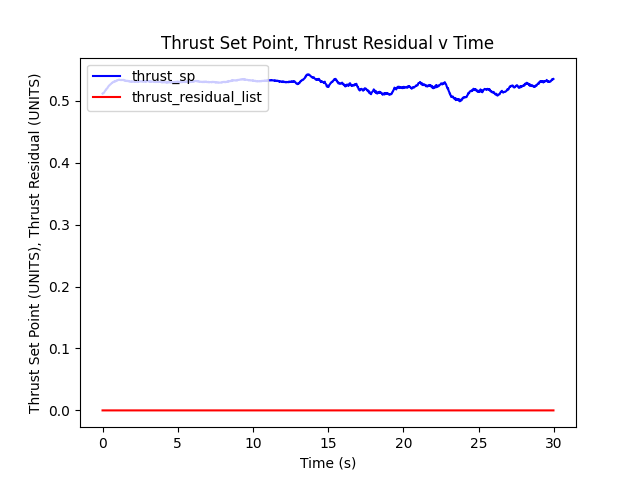 Thrust Set Point, Thrust Residual v Time
thrust_sp
thrust_residual_list
Thrust Set Point (UNITS), Thrust Residual (UNITS)
0.5
0.4
0.3
0.2
0.1
0.0
0 5 10 15 20 25 30
Time (s)